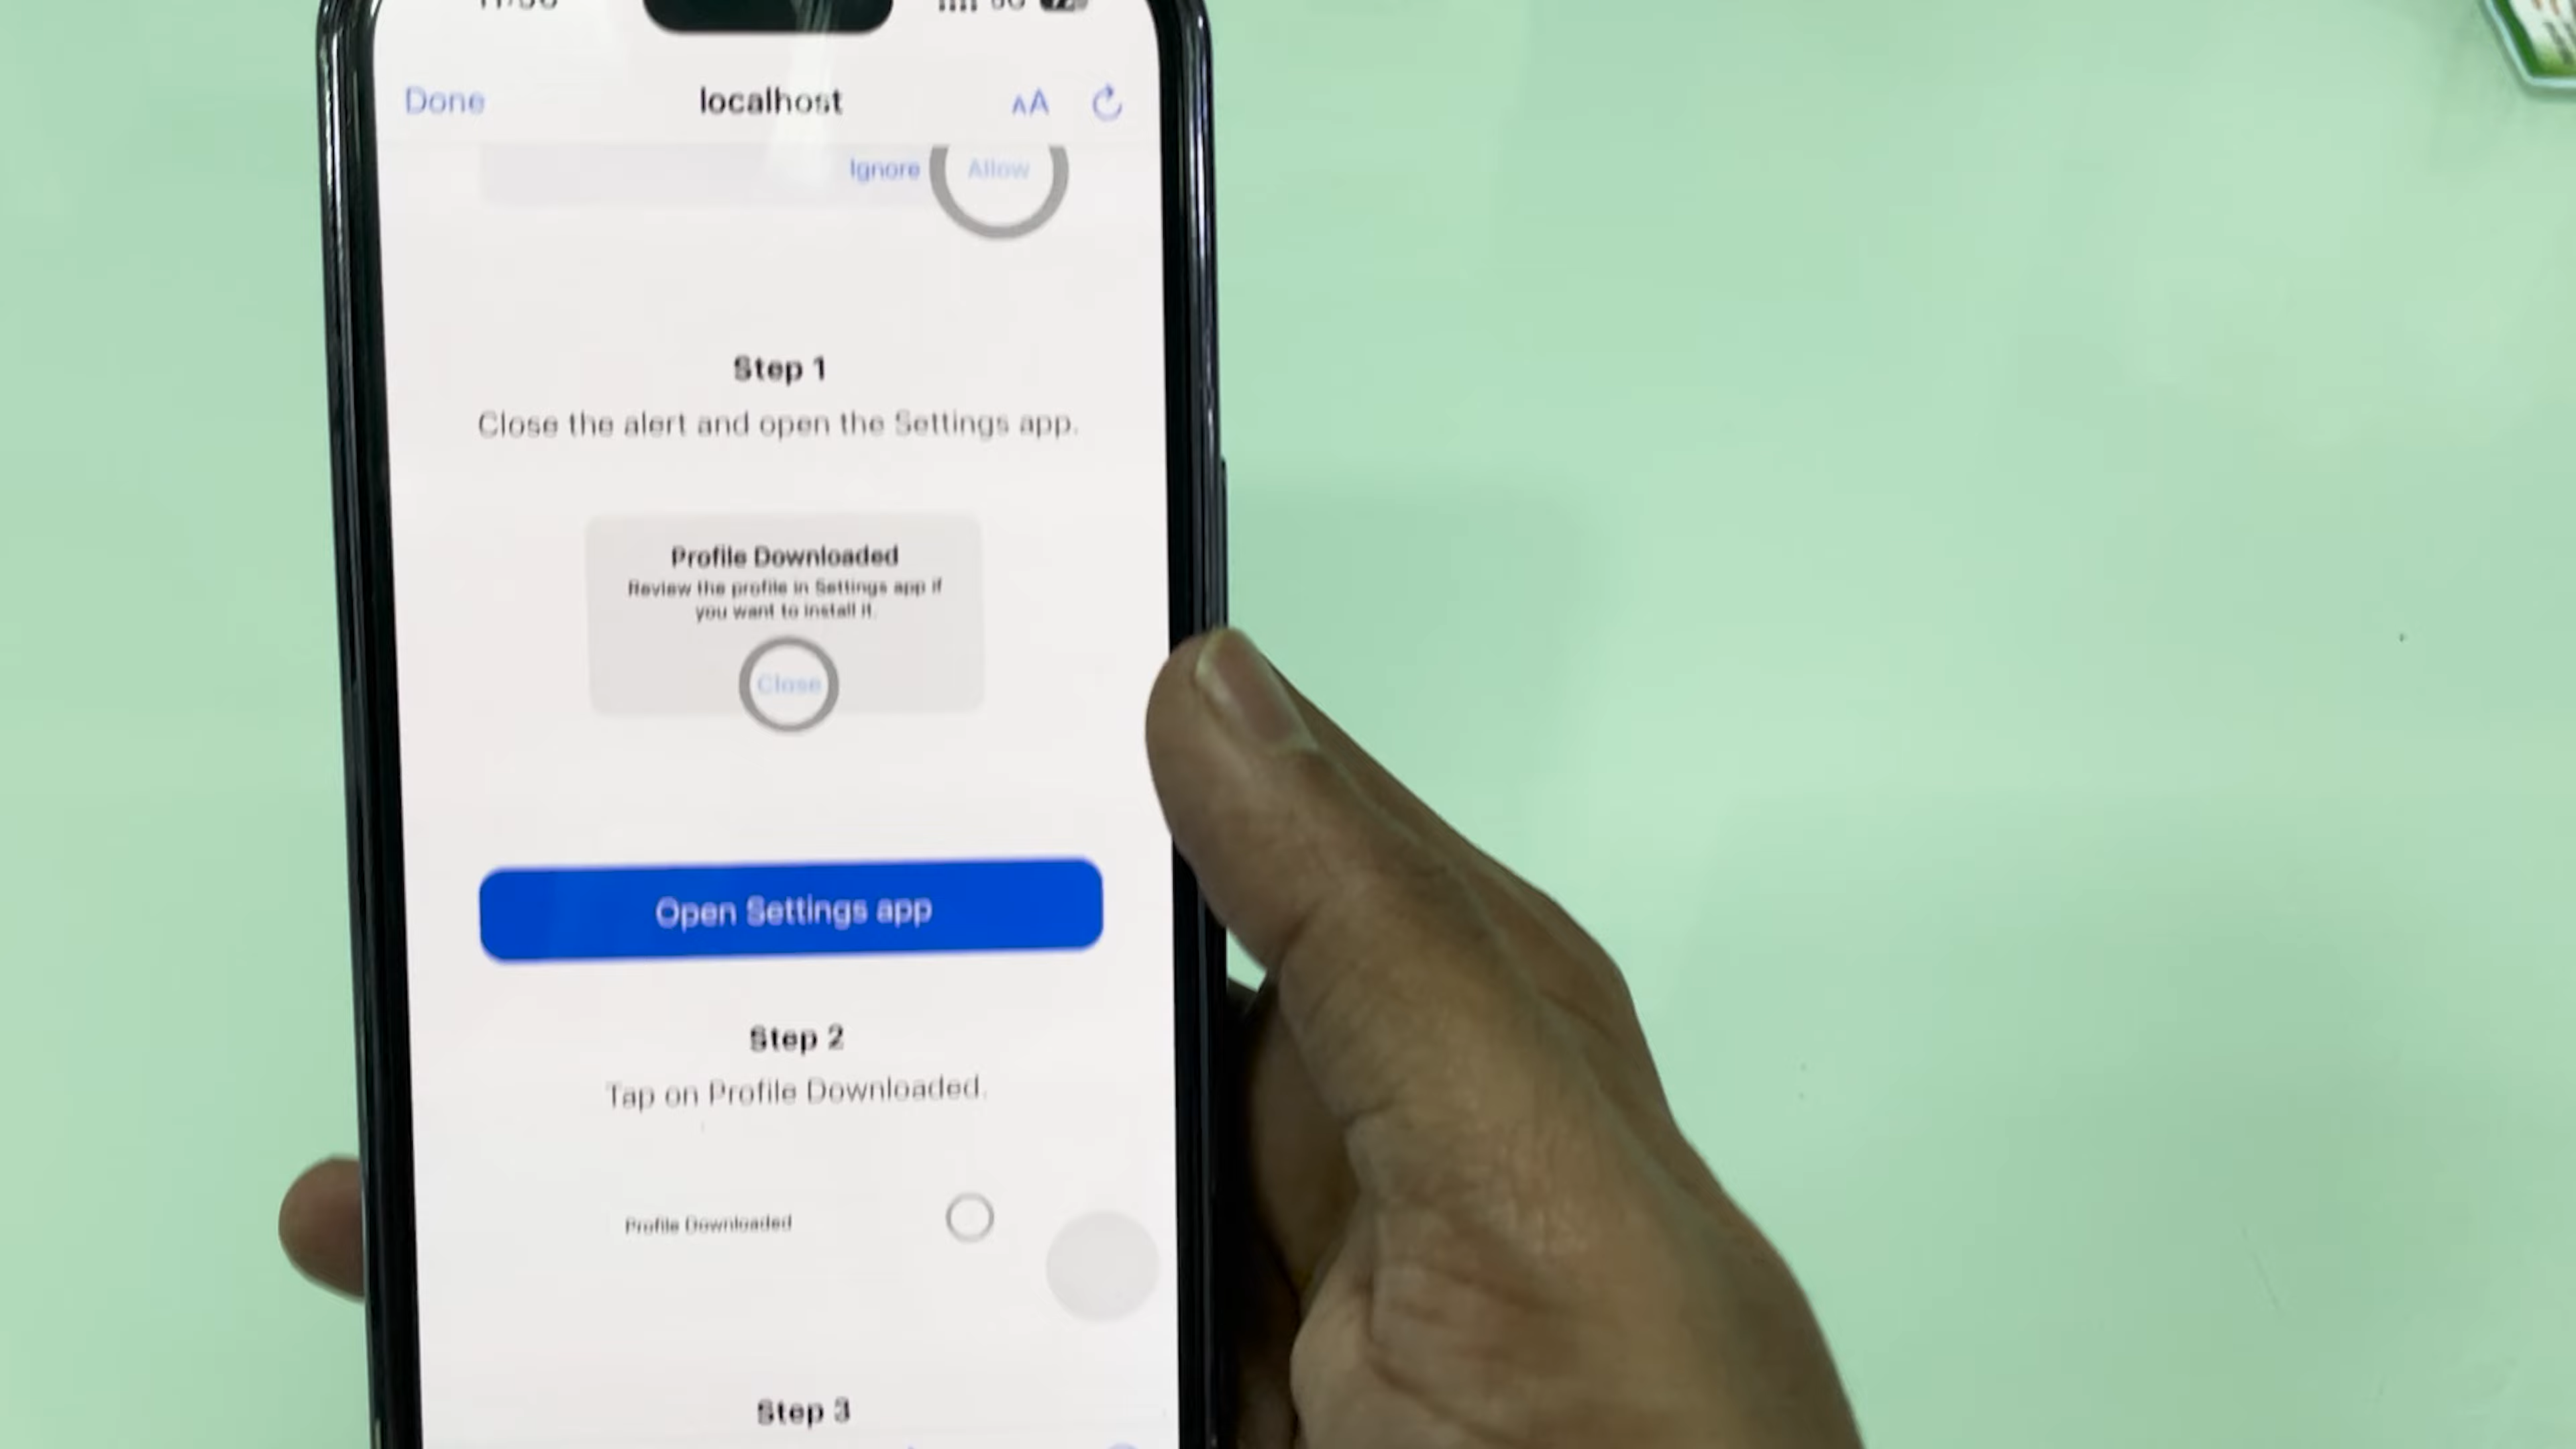 Done
localhost
AA
Ignore
Allow
Step 1
Close the alert and open the Settings app.
Profile Downloaded
Review the profile in Settings app if
you want to install it.
Close
Open Settings app
Step 2
Tap on Profile Downloaded.
Profile Downloaded
Step 3